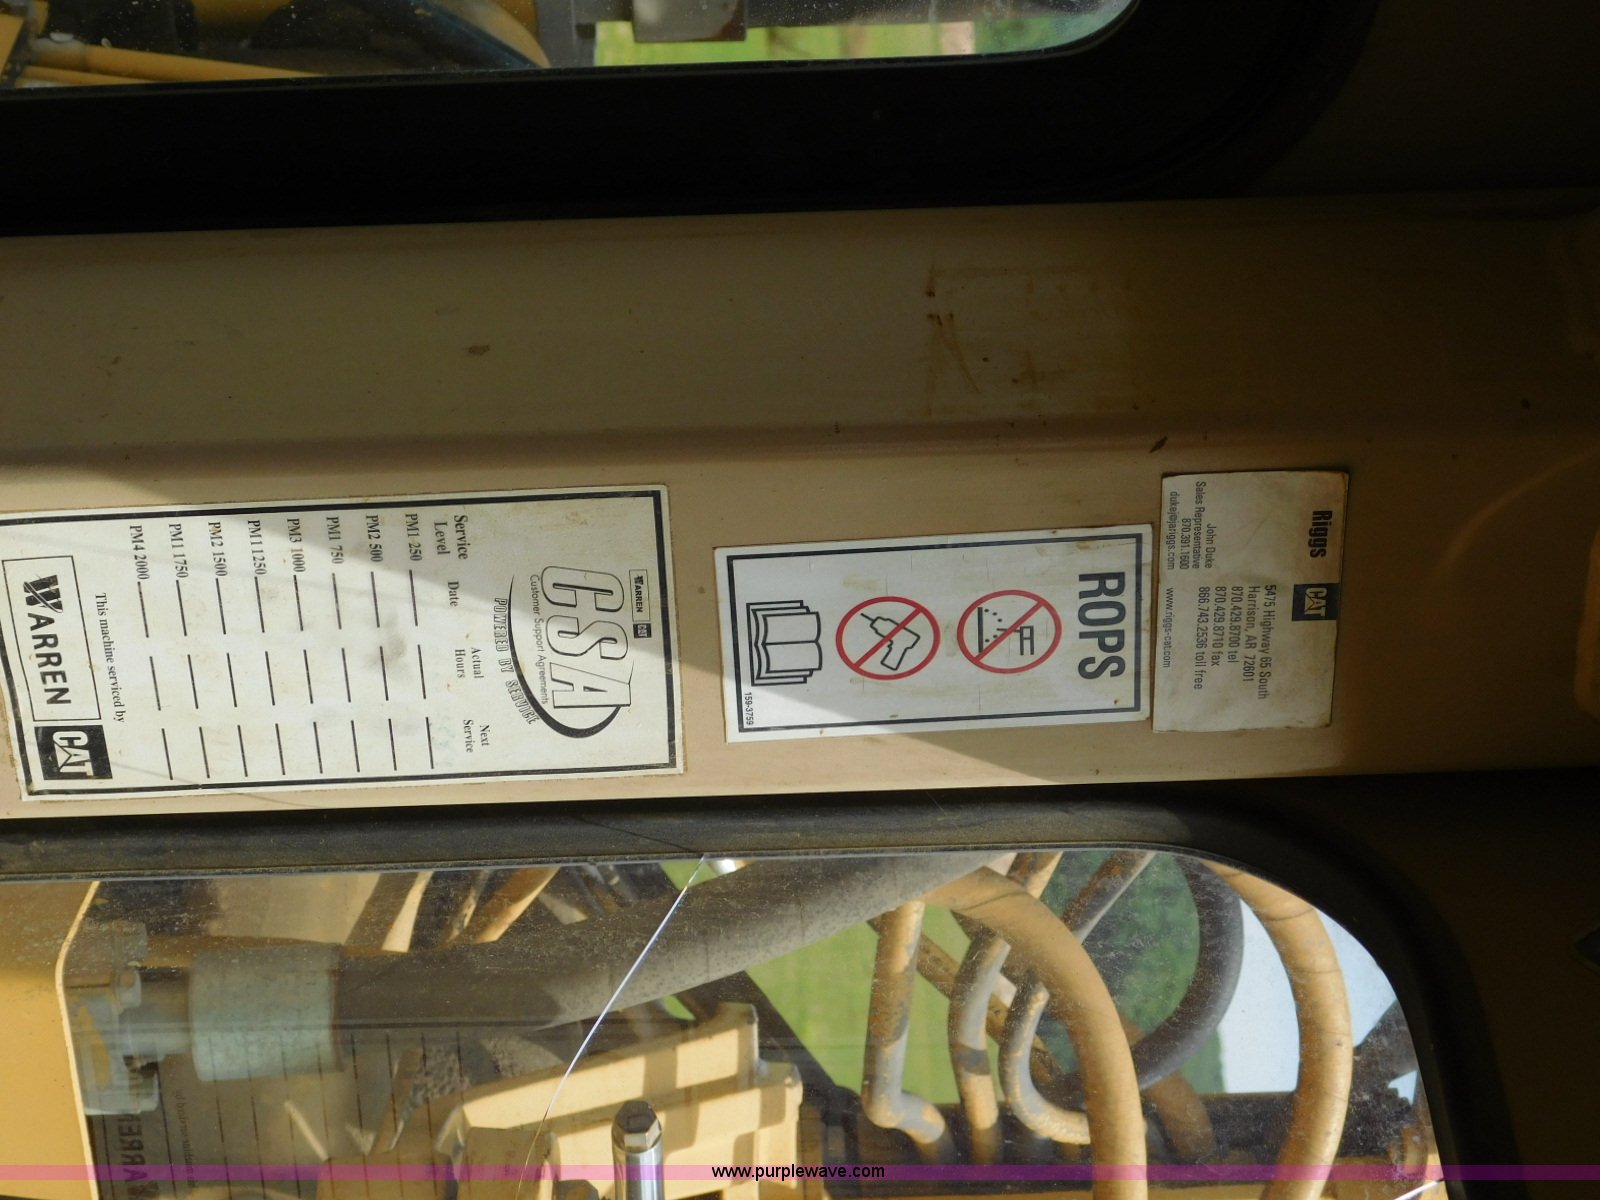 Riggs CAT
5475 Highway 65 South
Harrison, AR 72601
870.429.8700 tel
870.429.8710 fax
866.743.2536 toll free
www.riggs-cat.com
John Duke
Sales Representative
870.391.1600
dukej@jariggs.com
ROPS
159-3759
WARREN CAT
CSA
Customer Support Agreements
POWERED BY SERVICE
Service Level Date Actual Hours Next Service
PM1 250
PM2 500
PM1 750
PM3 1000
PM1 1250
PM2 1500
PM1 1750
PM4 2000
This machine serviced by
WARREN CAT
www.purplewave.com